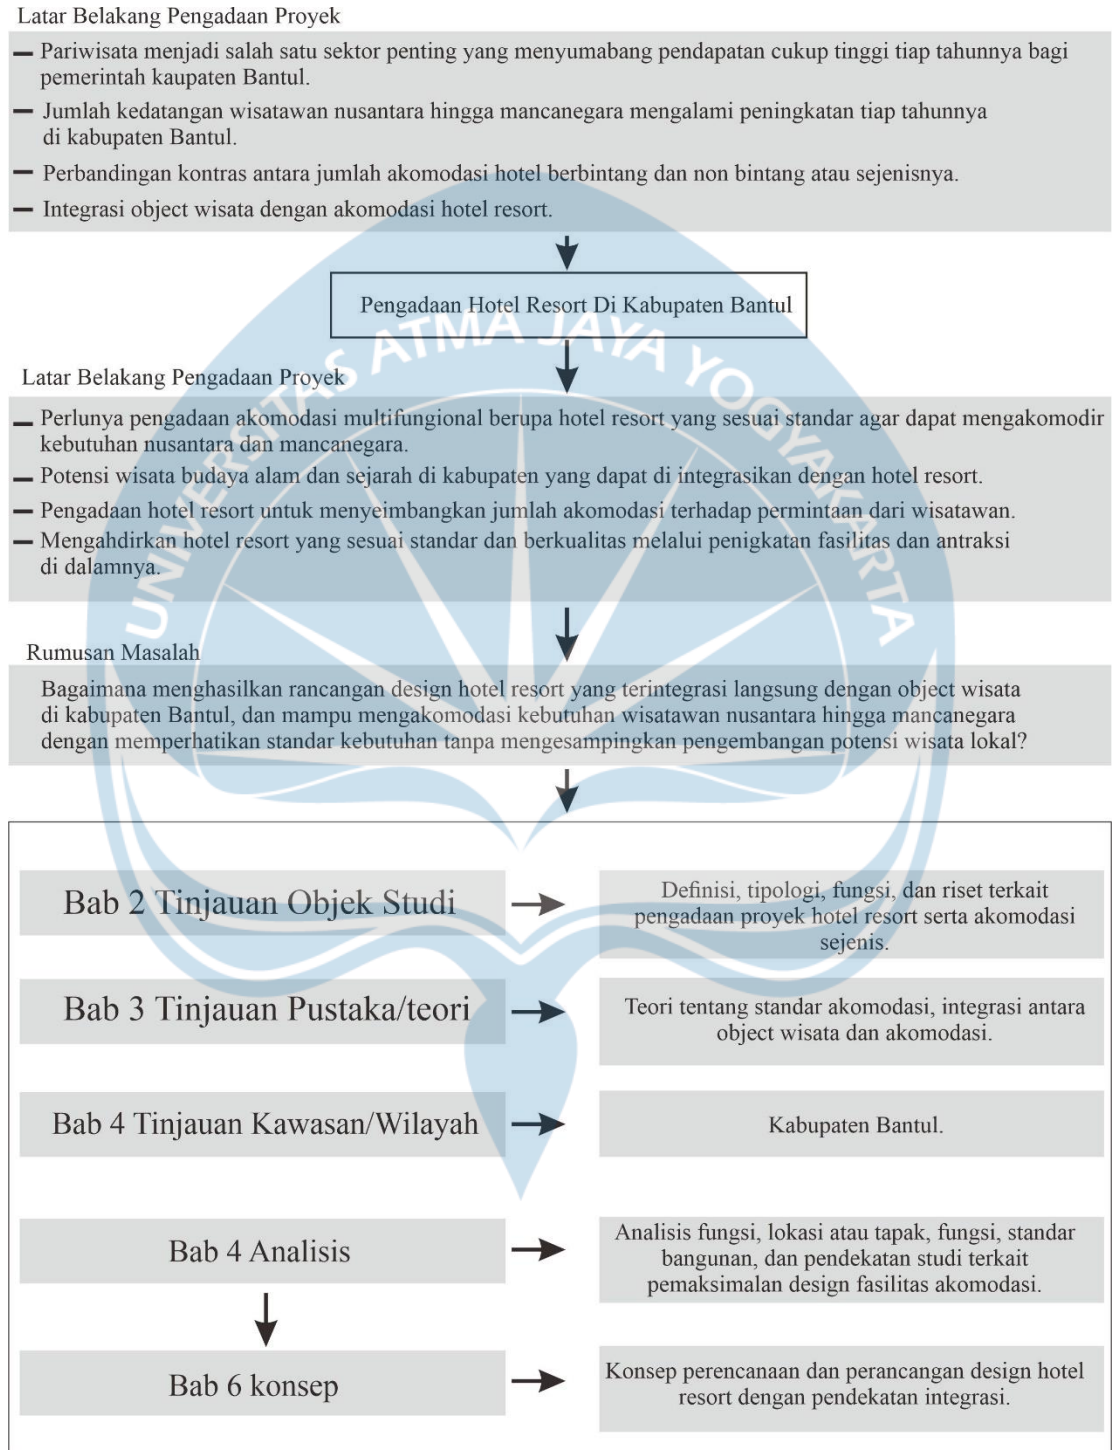 Latar Belakang Pengadaan Proyek
— Pariwisata menjadi salah satu sektor penting yang menyumabang pendapatan cukup tinggi tiap tahunnya bagi
pemerintah kaupaten Bantul.
— Jumlah kedatangan wisatawan nusantara hingga mancanegara mengalami peningkatan tiap tahunnya
di kabupaten Bantul.
— Perbandingan kontras antara jumlah akomodasi hotel berbintang dan non bintang atau sejenisnya.
— Integrasi object wisata dengan akomodasi hotel resort.
Pengadaan Hotel Resort Di Kabupaten Bantul
UNIVERSITAS ATMA JAYA YOGYAKARTA
Latar Belakang Pengadaan Proyek
— Perlunya pengadaan akomodasi multifungional berupa hotel resort yang sesuai standar agar dapat mengakomodir
kebutuhan nusantara dan mancanegara.
— Potensi wisata budaya alam dan sejarah di kabupaten yang dapat di integrasikan dengan hotel resort.
— Pengadaan hotel resort untuk menyeimbangkan jumlah akomodasi terhadap permintaan dari wisatawan.
— Mengahdirkan hotel resort yang sesuai standar dan berkualitas melalui penigkatan fasilitas dan antraksi
di dalamnya.
Rumusan Masalah
Bagaimana menghasilkan rancangan design hotel resort yang terintegrasi langsung dengan object wisata
di kabupaten Bantul, dan mampu mengakomodasi kebutuhan wisatawan nusantara hingga mancanegara
dengan memperhatikan standar kebutuhan tanpa mengesampingkan pengembangan potensi wisata lokal?
Bab 2 Tinjauan Objek Studi
Definisi, tipologi, fungsi, dan riset terkait
pengadaan proyek hotel resort serta akomodasi
sejenis.
Bab 3 Tinjauan Pustaka/teori
Teori tentang standar akomodasi, integrasi antara
object wisata dan akomodasi.
Bab 4 Tinjauan Kawasan/Wilayah
Kabupaten Bantul.
Bab 4 Analisis
Analisis fungsi, lokasi atau tapak, fungsi, standar
bangunan, dan pendekatan studi terkait
pemaksimalan design fasilitas akomodasi.
Bab 6 konsep
Konsep perencanaan dan perancangan design hotel
resort dengan pendekatan integrasi.